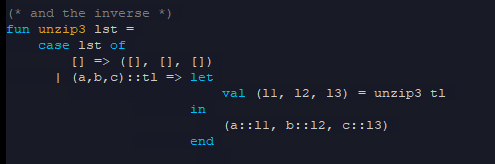 (* and the inverse *)
fun unzip3 lst =
    case lst of
        [] => ([], [], [])
      | (a,b,c)::tl => let
                           val (l1, l2, l3) = unzip3 tl
                       in
                           (a::l1, b::l2, c::l3)
                       end